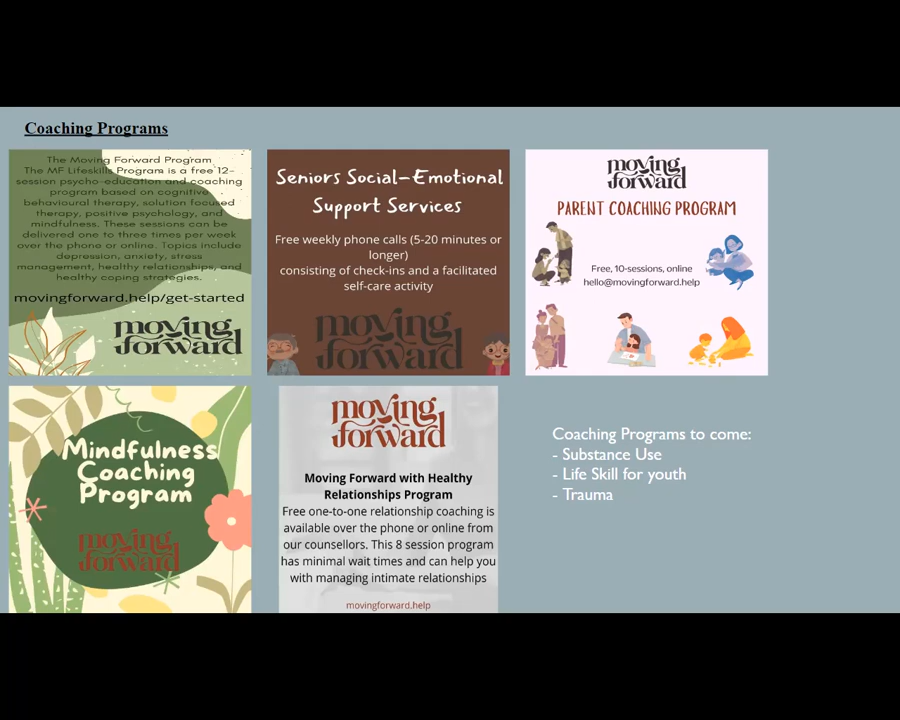 Coaching Programs
The Moving Forward Program
The MF Lifeskills Program is a free 12-
session psycho-education and coaching
program based on cognitive
behavioural therapy, solution focused
therapy, positive psychology, and
mindfulness. These sessions can be
delivered one to three times per week
over the phone or online. Topics include
depression, anxiety, stress
management, healthy relationships, and
healthy coping strategies.
movingforward.help/get-started
moving
forward
Seniors Social-Emotional
Support Services
Free weekly phone calls (5-20 minutes or
longer)
consisting of check-ins and a facilitated
self-care activity
moving
forward
moving
forward
PARENT COACHING PROGRAM
Free, 10-sessions, online
hello@movingforward.help
Mindfulness
Coaching
Program
moving
forward
moving
forward
Moving Forward with Healthy
Relationships Program
Free one-to-one relationship coaching is
available over the phone or online from
our counsellors. This 8 session program
has minimal wait times and can help you
with managing intimate relationships
movingforward.help
Coaching Programs to come:
- Substance Use
- Life Skill for youth
- Trauma